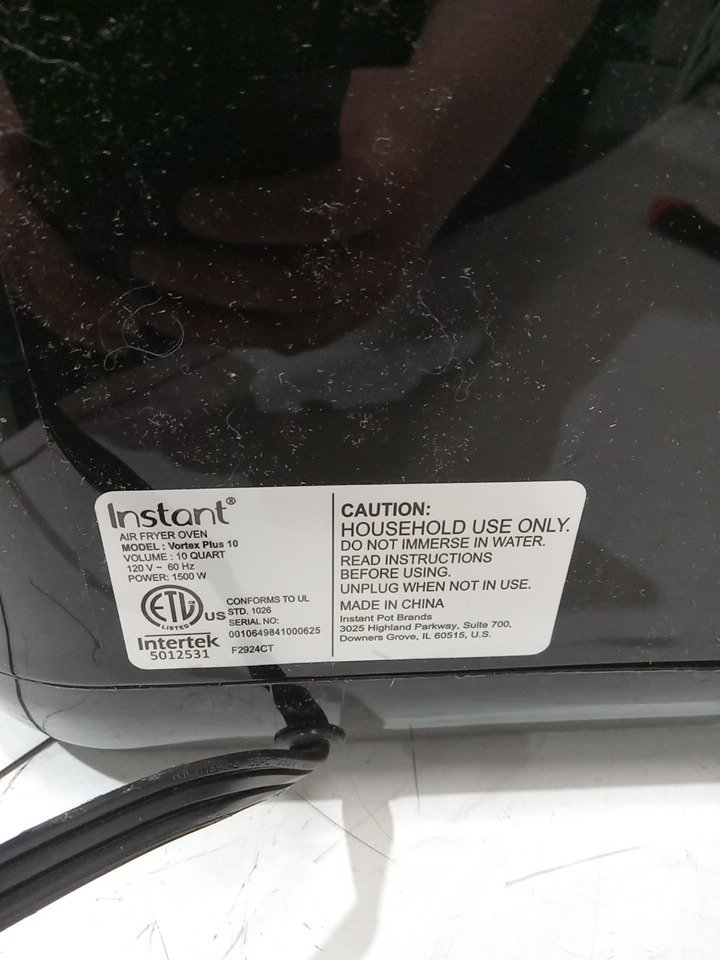 Instant®
AIR FRYER OVEN
MODEL : Vortex Plus 10
VOLUME : 10 QUART
120 V ~ 60 Hz
POWER: 1500 W
ETL
LISTED
US
Intertek
5012531
CONFORMS TO UL
STD. 1026
SERIAL NO:
0010649841000625
F2924CT
CAUTION:
HOUSEHOLD USE ONLY.
DO NOT IMMERSE IN WATER.
READ INSTRUCTIONS
BEFORE USING.
UNPLUG WHEN NOT IN USE.
MADE IN CHINA
Instant Pot Brands
3025 Highland Parkway, Suite 700,
Downers Grove, IL 60515, U.S.